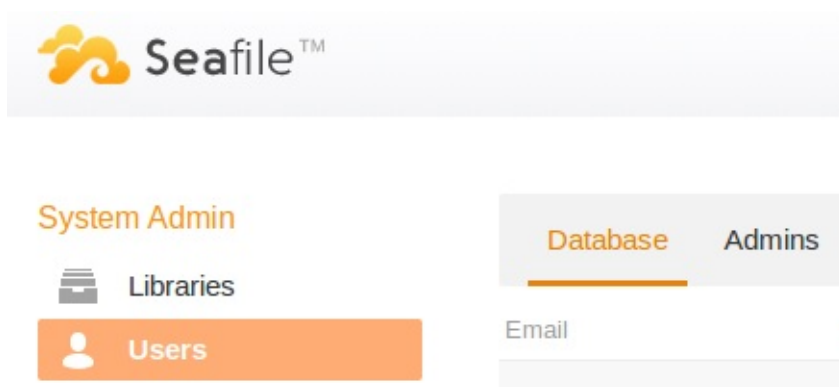 Seafile™
System Admin
Database Admins
Libraries
Email
Users